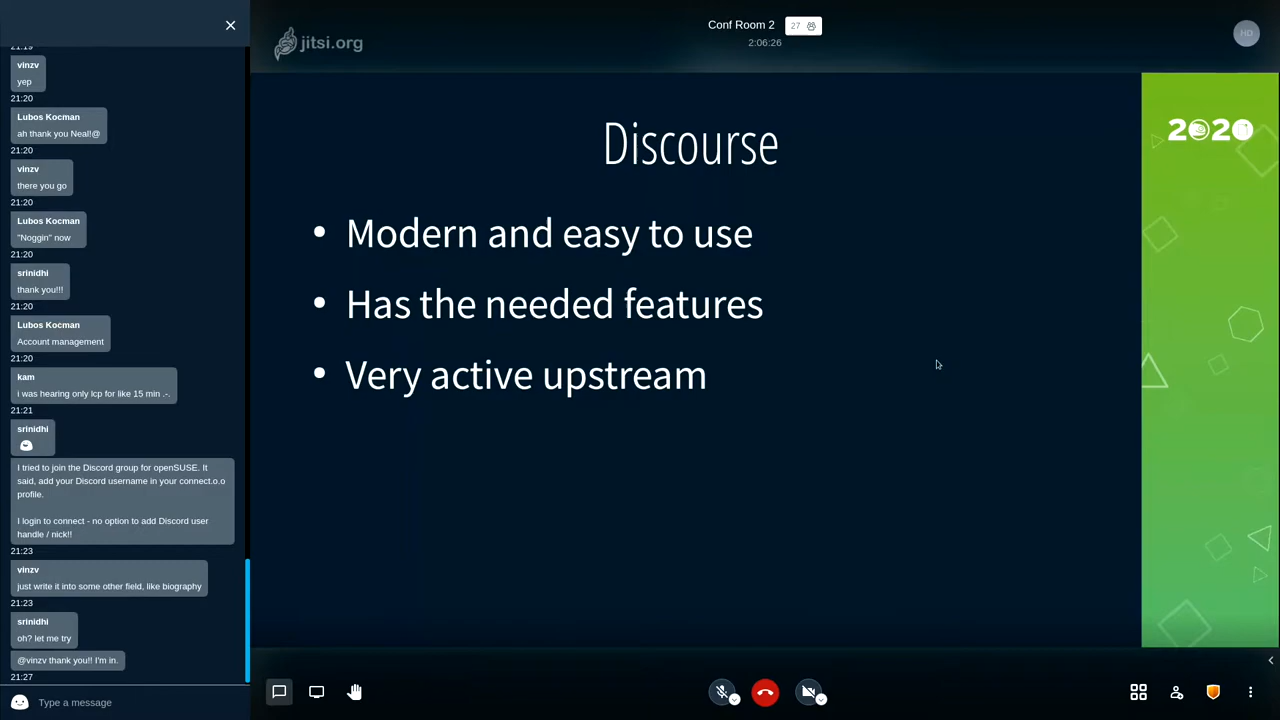 21:19
vinzv
yep
21:20
Lubos Kocman
ah thank you Neal!@
21:20
vinzv
there you go
21:20
Lubos Kocman
"Noggin" now
21:20
srinidhi
thank you!!!
21:20
Lubos Kocman
Account management
21:20
kam
i was hearing only lcp for like 15 min .-.
21:21
srinidhi
I tried to join the Discord group for openSUSE. It
said, add your Discord username in your connect.o.o
profile.
I login to connect - no option to add Discord user
handle / nick!!
21:23
vinzv
just write it into some other field, like biography
21:23
srinidhi
oh? let me try
@vinzv thank you!! I'm in.
21:27
Type a message
jitsi.org
Conf Room 2
27
2:06:26
HD
Discourse
• Modern and easy to use
• Has the needed features
• Very active upstream
2020